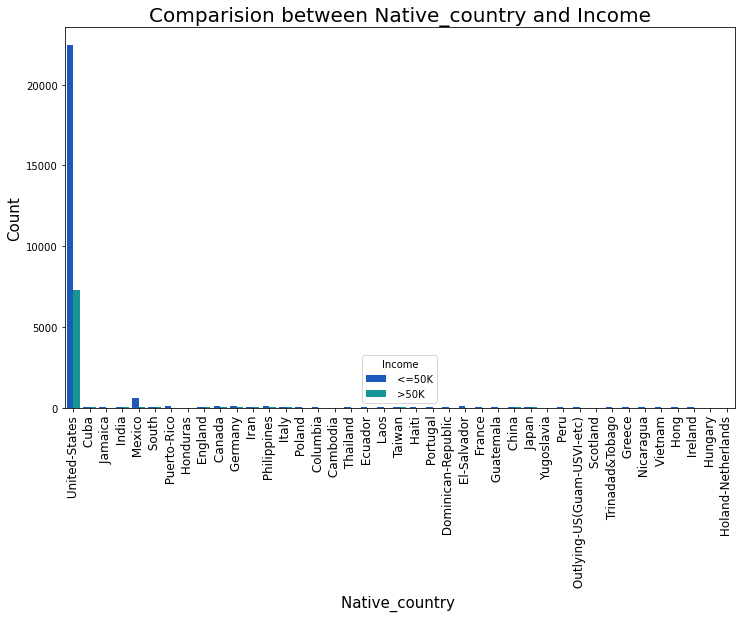 Comparision between Native_country and Income
Count
20000
15000
10000
5000
0
Income
<=50K
>50K
United-States
Cuba
Jamaica
India
Mexico
South
Puerto-Rico
Honduras
England
Canada
Germany
Iran
Philippines
Italy
Poland
Columbia
Cambodia
Thailand
Ecuador
Laos
Taiwan
Haiti
Portugal
Dominican-Republic
El-Salvador
France
Guatemala
China
Japan
Yugoslavia
Peru
Outlying-US(Guam-USVI-etc)
Scotland
Trinadad&Tobago
Greece
Nicaragua
Vietnam
Hong
Ireland
Hungary
Holand-Netherlands
Native_country